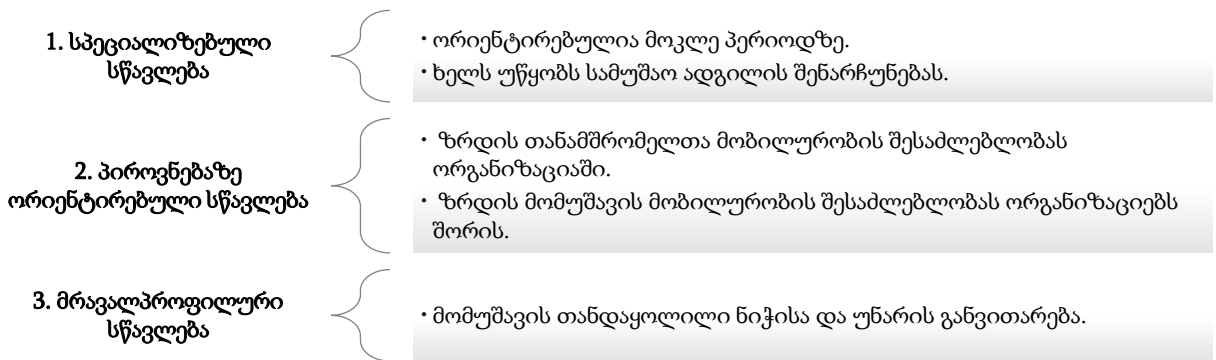 1. სპეციალიზებული
სწავლება
• ორიენტირებულია მოკლე პერიოდზე.
• ხელს უწყობს სამუშაო ადგილის შენარჩუნებას.
2. პიროვნებაზე
ორიენტირებული სწავლება
• ზრდის თანამშრომელთა მობილურობის შესაძლებლობას
ორგანიზაციაში.
• ზრდის მომუშავის მობილურობის შესაძლებლობას ორგანიზაციებს
შორის.
3. მრავალპროფილური
სწავლება
• მომუშავის თანდაყოლილი ნიჭისა და უნარის განვითარება.